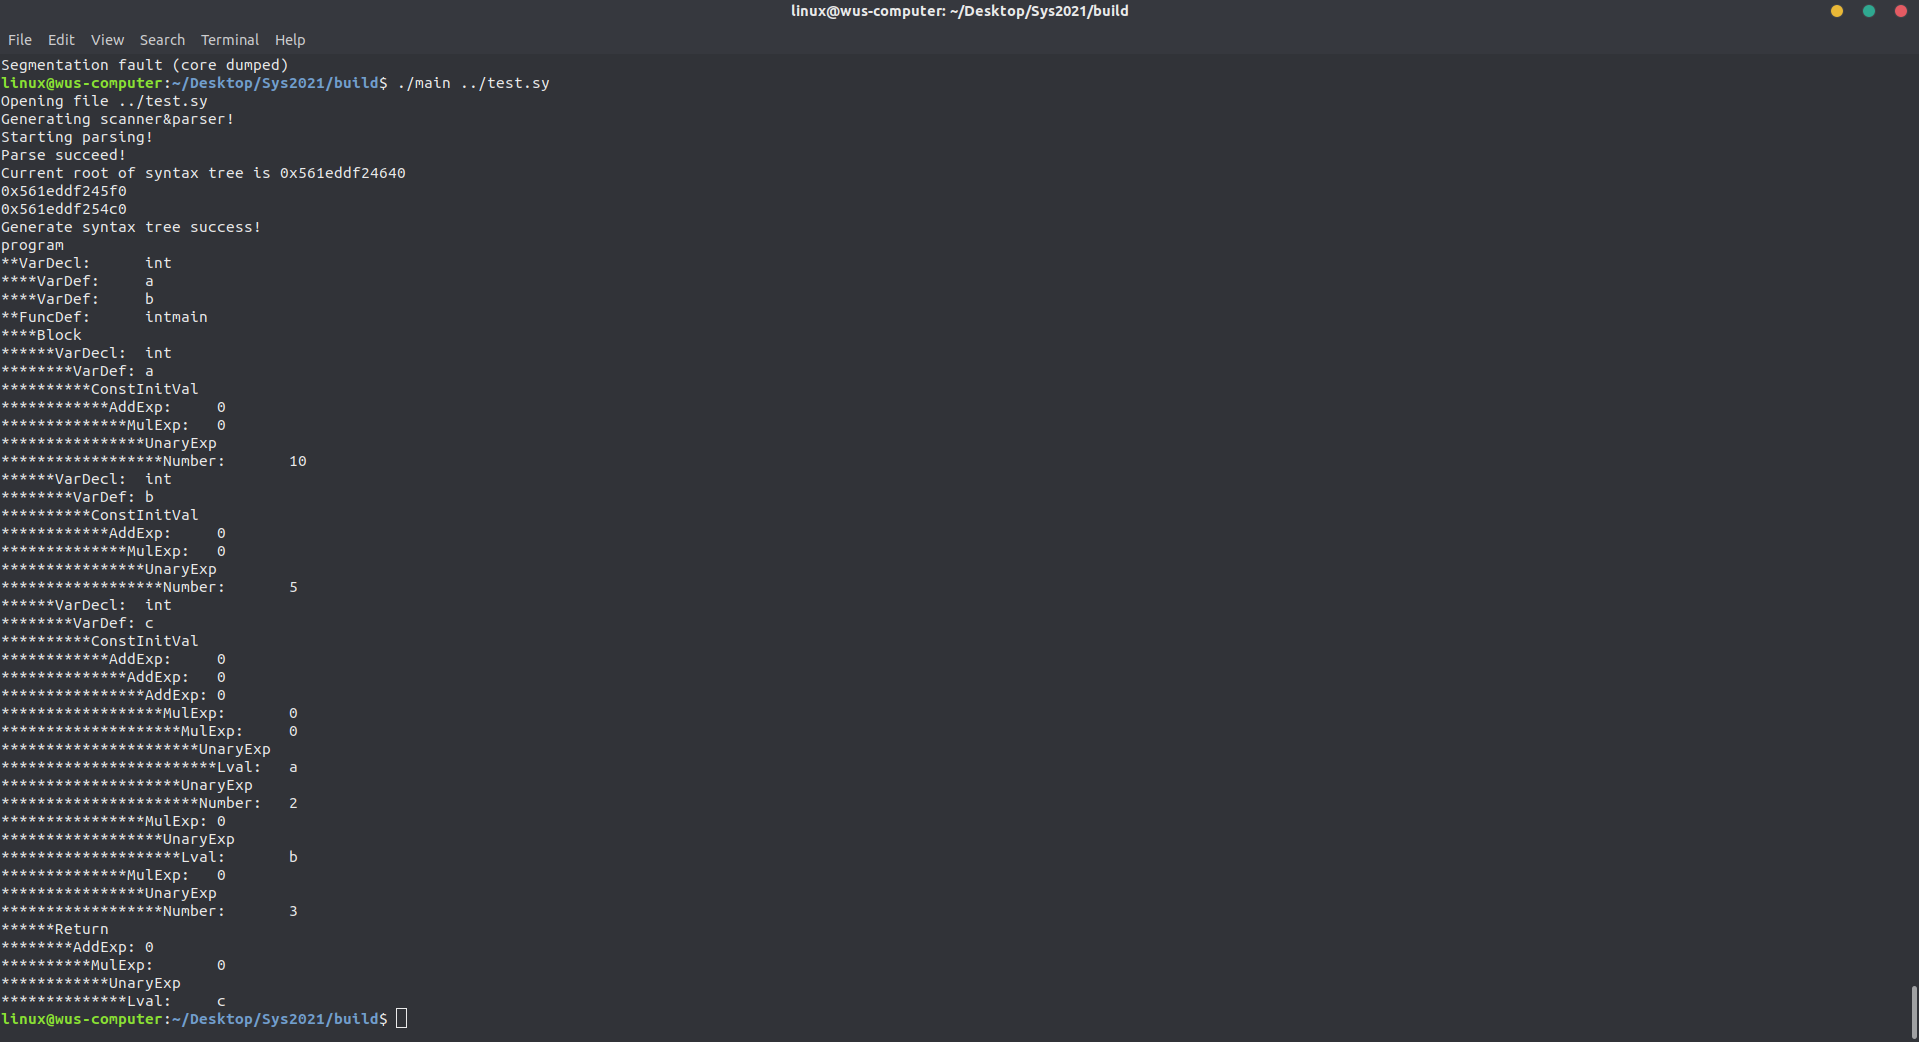 linux@wus-computer: ~/Desktop/Sys2021/build
File Edit View Search Terminal Help
Segmentation fault (core dumped)
linux@wus-computer:~/Desktop/Sys2021/build$ ./main ../test.sy
Opening file ../test.sy
Generating scanner&parser!
Starting parsing!
Parse succeed!
Current root of syntax tree is 0x561eddf24640
0x561eddf245f0
0x561eddf254c0
Generate syntax tree success!
program
**VarDecl:      int
****VarDef:     a
****VarDef:     b
**FuncDef:      intmain
****Block
******VarDecl:  int
********VarDef: a
**********ConstInitVal
************AddExp:     0
**************MulExp:   0
****************UnaryExp
******************Number:       10
******VarDecl:  int
********VarDef: b
**********ConstInitVal
************AddExp:     0
**************MulExp:   0
****************UnaryExp
******************Number:       5
******VarDecl:  int
********VarDef: c
**********ConstInitVal
************AddExp:     0
**************AddExp:   0
****************AddExp: 0
******************MulExp:       0
********************MulExp:     0
**********************UnaryExp
************************Lval:   a
********************UnaryExp
**********************Number:   2
****************MulExp: 0
******************UnaryExp
********************Lval:       b
**************MulExp:   0
****************UnaryExp
******************Number:       3
******Return
********AddExp: 0
**********MulExp:       0
************UnaryExp
**************Lval:     c
linux@wus-computer:~/Desktop/Sys2021/build$